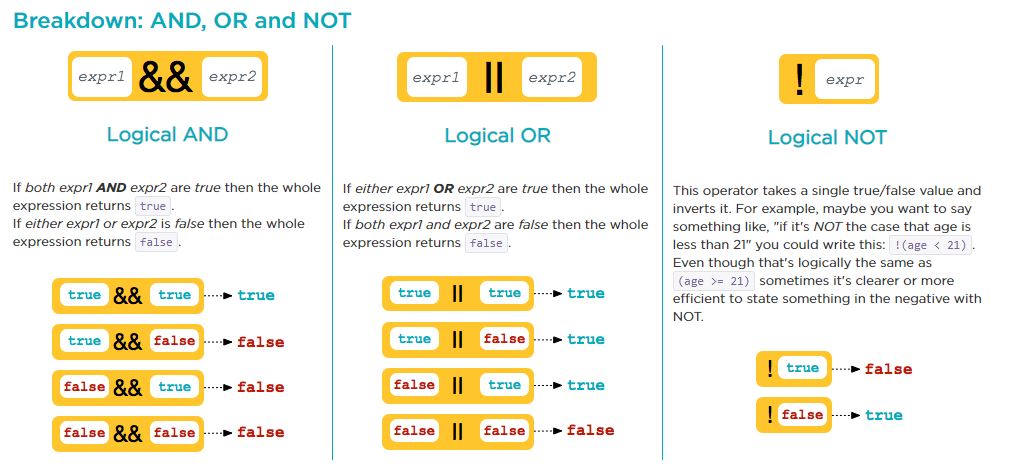 Breakdown: AND, OR and NOT
expr1 && expr2
Logical AND
If both expr1 AND expr2 are true then the whole
expression returns true .
If either expr1 or expr2 is false then the whole
expression returns false .
true && true true
true && false false
false && true false
false && false false
expr1 || expr2
Logical OR
If either expr1 OR expr2 are true then the whole
expression returns true .
If both expr1 and expr2 are false then the whole
expression returns false .
true || true true
true || false true
false || true true
false || false false
! expr
Logical NOT
This operator takes a single true/false value and
inverts it. For example, maybe you want to say
something like, "if it's NOT the case that age is
less than 21" you could write this: !(age < 21) .
Even though that's logically the same as
(age >= 21) sometimes it's clearer or more
efficient to state something in the negative with
NOT.
! true false
! false true